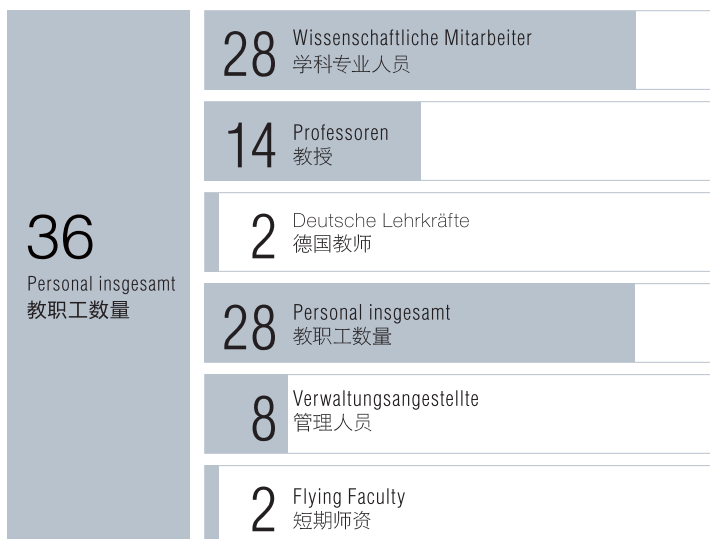 36
Personal insgesamt
教职工数量
28
Wissenschaftliche Mitarbeiter
学科专业人员
14
Professoren
教授
2
Deutsche Lehrkräfte
德国教师
28
Personal insgesamt
教职工数量
8
Verwaltungsangestellte
管理人员
2
Flying Faculty
短期师资